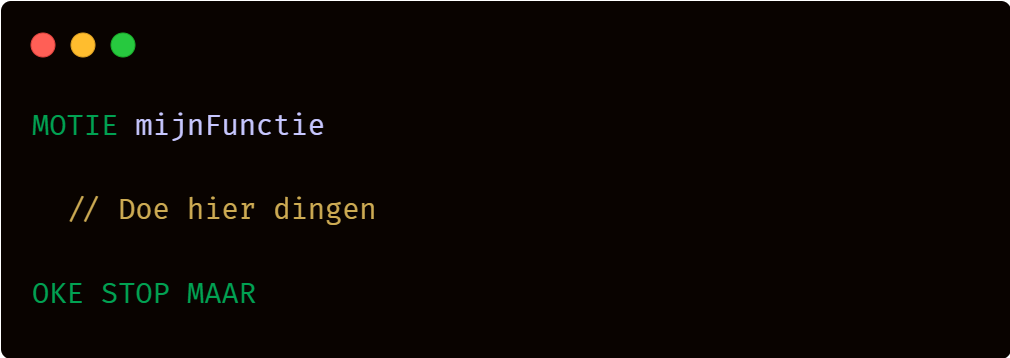 MOTIE mijnFunctie
// Doe hier dingen
OKE STOP MAAR